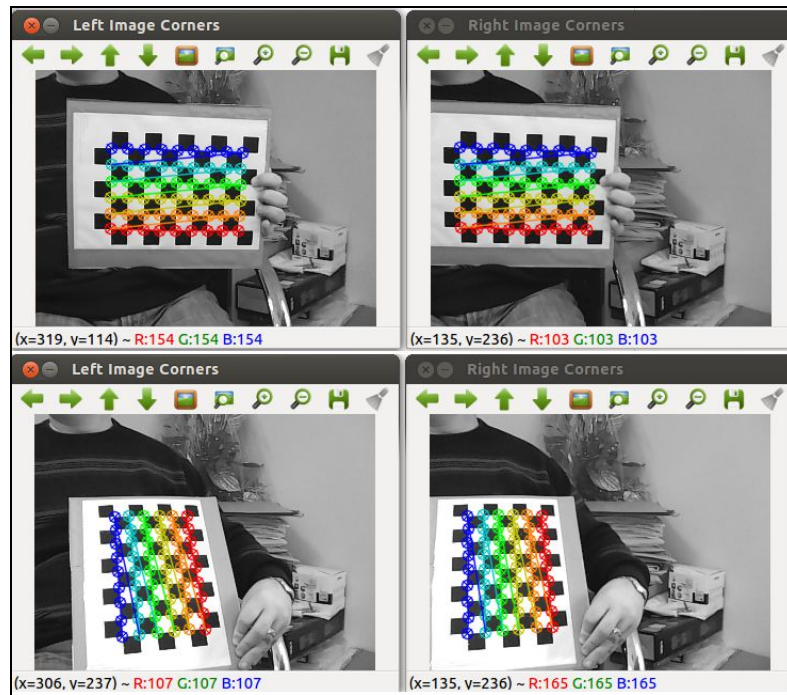 Left Image Corners
Right Image Corners
(x=319, y=114) ~ R:154 G:154 B:154
(x=135, y=236) ~ R:103 G:103 B:103
Left Image Corners
Right Image Corners
(x=306, y=237) ~ R:107 G:107 B:107
(x=135, y=236) ~ R:165 G:165 B:165